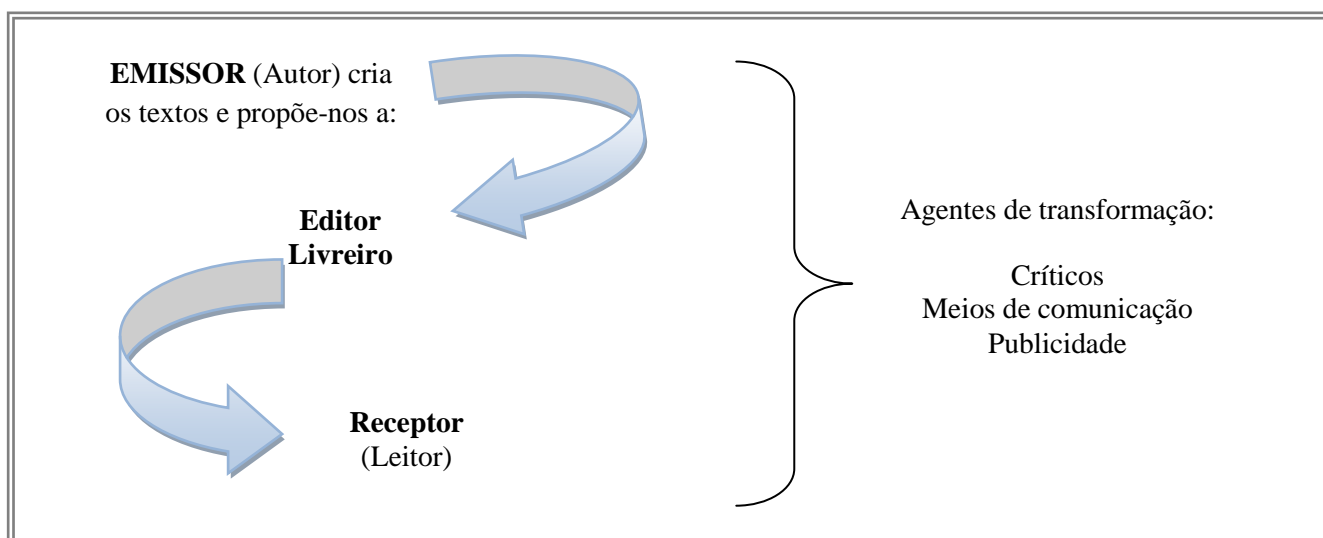 EMISSOR (Autor) cria
os textos e propõe-nos a:
Editor
Livreiro
Receptor
(Leitor)
Agentes de transformação:
Críticos
Meios de comunicação
Publicidade